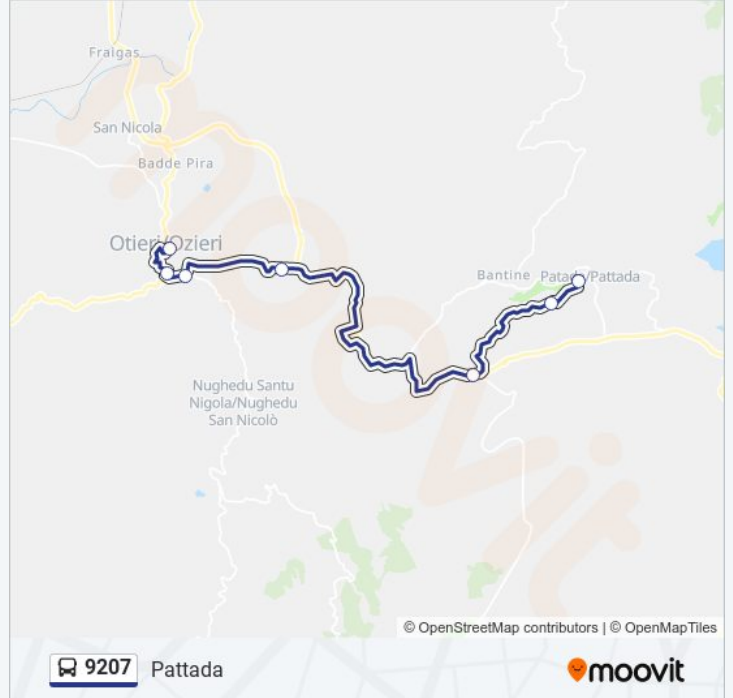 Fraigas
San Nicola
Badde Pira
Otieri/Ozieri
Bantine
Patada/Pattada
Nughedu Santu
Nigola/Nughedu
San Nicolò
moovit
© OpenStreetMap contributors | © OpenMapTiles
9207 Pattada
moovit